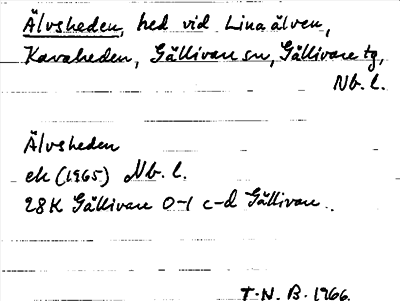 Älvsheden, hed vid Linaälven,
Kavaheden, Gällivare sn, Gällivare tg,
Nb. l.
Älvsheden
ek (1965) Nb. l.
28K Gällivare 0-1 c-d Gällivare.
T. N. B. 1966.